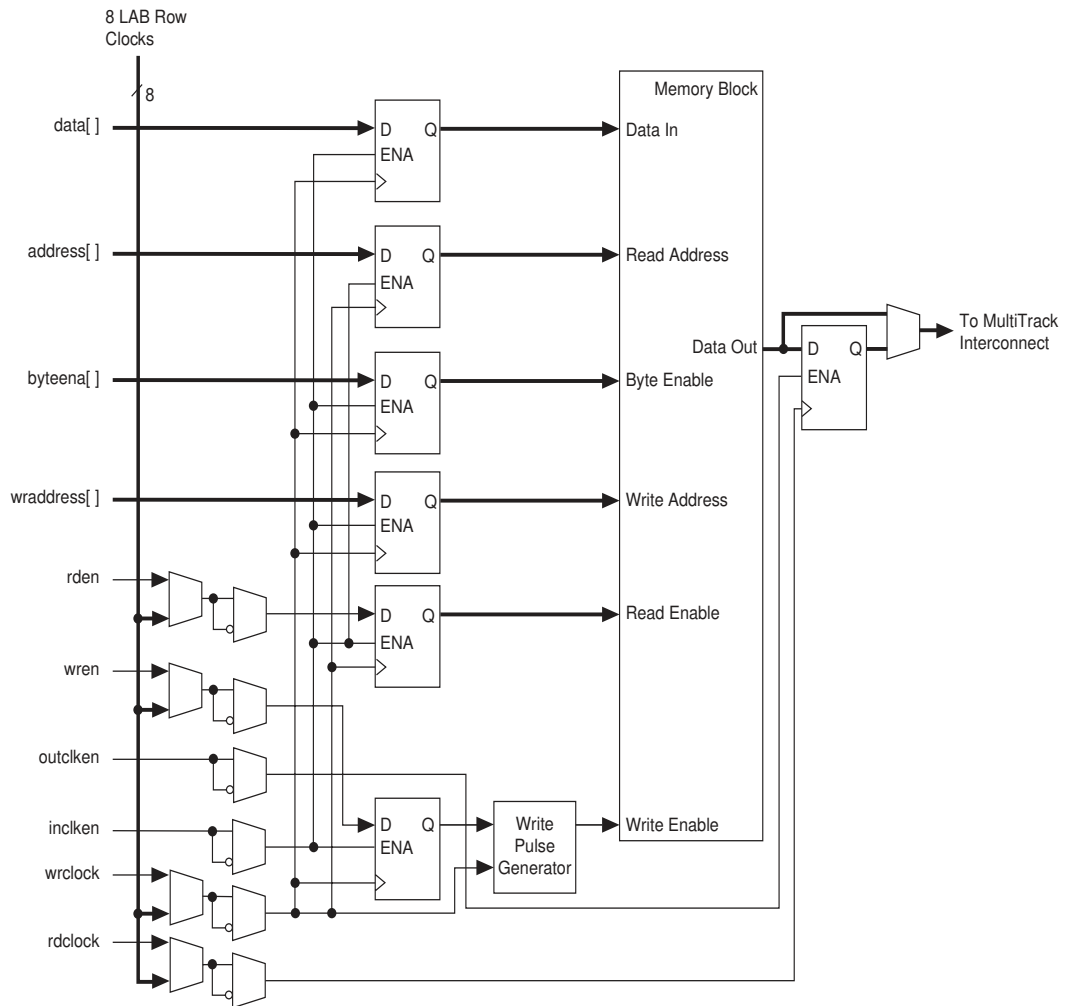 8 LAB Row
Clocks
8
data[ ]
D Q
ENA
Memory Block
Data In
address[ ]
D Q
ENA
Read Address
To MultiTrack
Interconnect
Data Out
D Q
ENA
byteena[ ]
D Q
ENA
Byte Enable
wraddress[ ]
D Q
ENA
Write Address
rden
D Q
ENA
Read Enable
wren
outclken
inclken
D Q
ENA
Write
Pulse
Generator
Write Enable
wrclock
rdclock